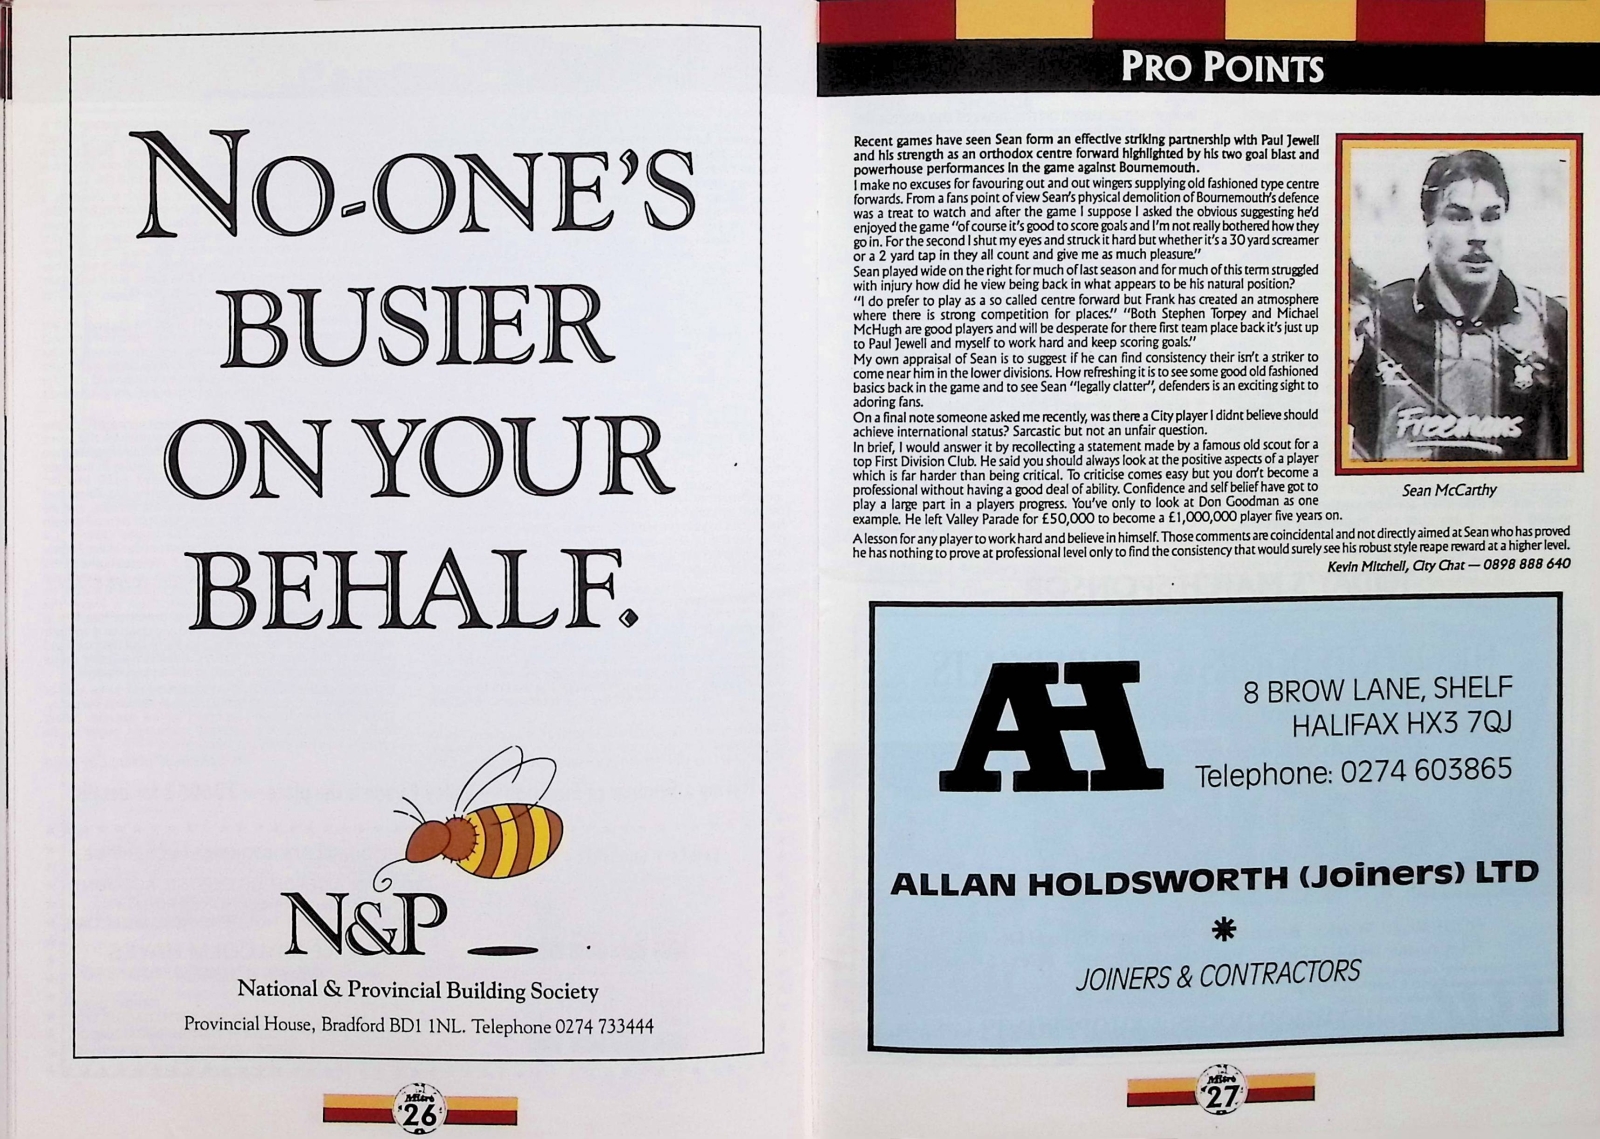 NO-ONE'S
BUSIER
ON YOUR
BEHALF.
N&P
National & Provincial Building Society
Provincial House, Bradford BD1 1NL. Telephone 0274 733444
Mitre
26
PRO POINTS
Recent games have seen Sean form an effective striking partnership with Paul Jewell
and his strength as an orthodox centre forward highlighted by his two goal blast and
powerhouse performances in the game against Bournemouth.
I make no excuses for favouring out and out wingers supplying old fashioned type centre
forwards. From a fans point of view Sean's physical demolition of Bournemouth's defence
was a treat to watch and after the game I suppose I asked the obvious suggesting he'd
enjoyed the game "of course it's good to score goals and I'm not really bothered how they
go in. For the second I shut my eyes and struck it hard but whether it's a 30 yard screamer
or a 2 yard tap in they all count and give me as much pleasure."
Sean played wide on the right for much of last season and for much of this term struggled
with injury how did he view being back in what appears to be his natural position?
"I do prefer to play as a so called centre forward but Frank has created an atmosphere
where there is strong competition for places." "Both Stephen Torpey and Michael
McHugh are good players and will be desperate for there first team place back it's just up
to Paul Jewell and myself to work hard and keep scoring goals."
My own appraisal of Sean is to suggest if he can find consistency their isn't a striker to
come near him in the lower divisions. How refreshing it is to see some good old fashioned
basics back in the game and to see Sean "legally clatter", defenders is an exciting sight to
adoring fans.
On a final note someone asked me recently, was there a City player I didnt believe should
achieve international status? Sarcastic but not an unfair question.
In brief, I would answer it by recollecting a statement made by a famous old scout for a
top First Division Club. He said you should always look at the positive aspects of a player
which is far harder than being critical. To criticise comes easy but you don't become a
professional without having a good deal of ability. Confidence and self belief have got to
play a large part in a players progress. You've only to look at Don Goodman as one
example. He left Valley Parade for £50,000 to become a £1,000,000 player five years on.
A lesson for any player to work hard and believe in himself. Those comments are coincidental and not directly aimed at Sean who has proved
he has nothing to prove at professional level only to find the consistency that would surely see his robust style reape reward at a higher level.
Kevin Mitchell, City Chat — 0898 888 640
Freemans
Sean McCarthy
AH
8 BROW LANE, SHELF
HALIFAX HX3 7QJ
Telephone: 0274 603865
ALLAN HOLDSWORTH (Joiners) LTD
JOINERS & CONTRACTORS
Mitre
27